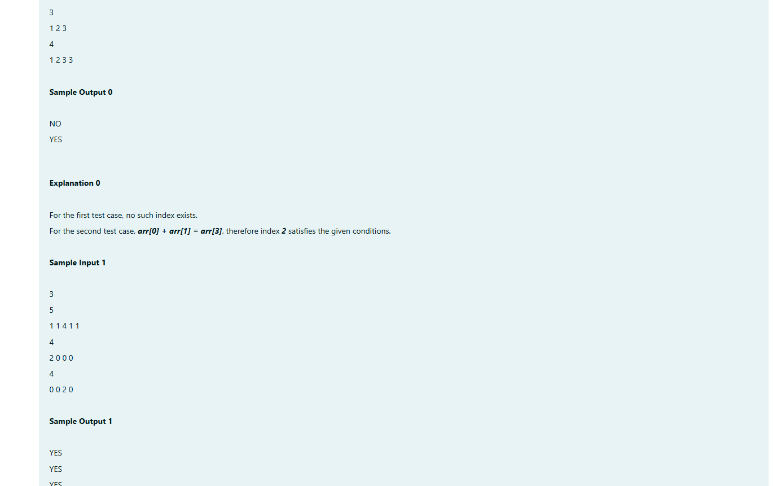 3
1 2 3
4
1 2 3 3
Sample Output 0
NO
YES
Explanation 0
For the first test case, no such index exists.
For the second test case, arr[0] + arr[1] = arr[3], therefore index 2 satisfies the given conditions.
Sample Input 1
3
5
1 1 4 1 1
4
2 0 0 0
4
0 0 2 0
Sample Output 1
YES
YES
YES